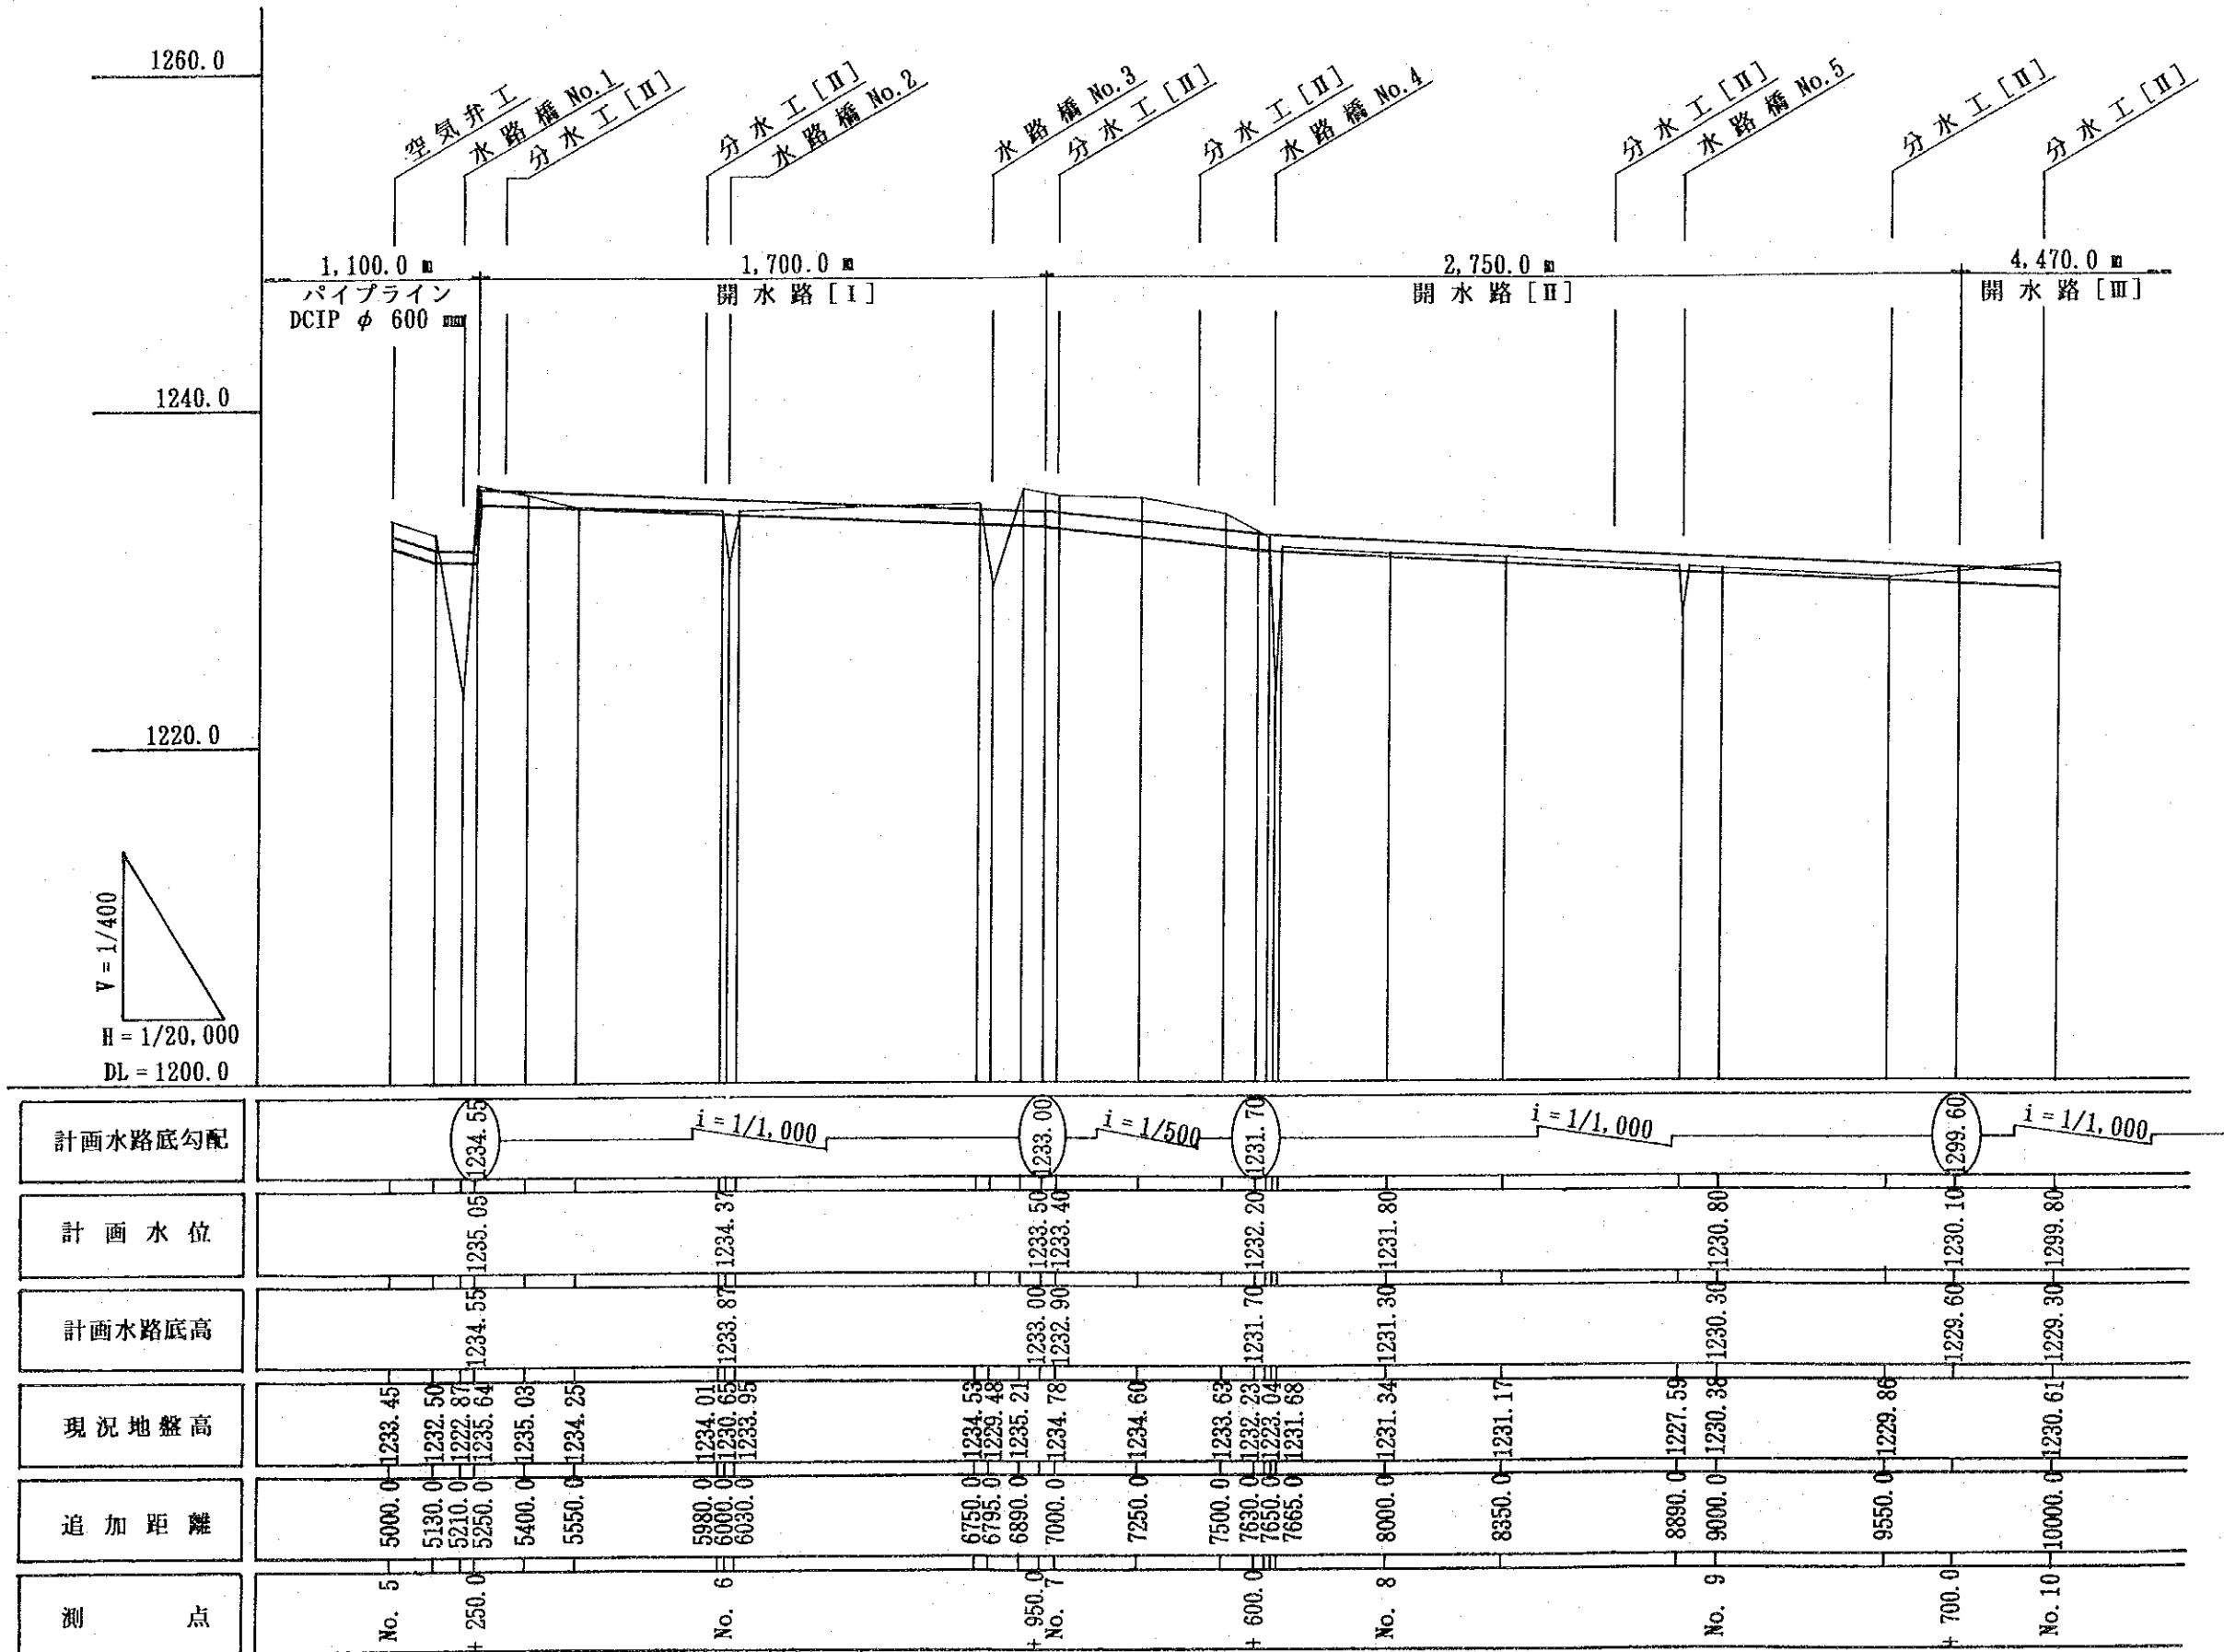 1260.0
1240.0
1220.0
空気弁工
水路橋 No.1
分水工[Ⅱ]
分水工[Ⅱ]
水路橋 No.2
水路橋 No.3
分水工[Ⅱ]
分水工[Ⅱ]
水路橋 No.4
分水工[Ⅱ]
水路橋 No.5
分水工[Ⅱ]
分水工[Ⅱ]
1,100.0 m
パイプライン
DCIP φ 600 mm
1,700.0 m
開水路[Ⅰ]
2,750.0 m
開水路[Ⅱ]
4,470.0 m
開水路[Ⅲ]
V = 1/400
H = 1/20,000
DL = 1200.0
計画水路底勾配
1234.55
i = 1/1,000
1233.00
i = 1/500
1231.70
i = 1/1,000
1299.60
i = 1/1,000
計画水位
1235.05
1234.37
1233.50
1233.40
1232.20
1231.80
1230.80
1230.10
1299.80
計画水路底高
1234.55
1233.87
1233.00
1232.90
1231.70
1231.30
1230.30
1229.60
1229.30
現況地盤高
1233.45
1232.50
1222.87
1235.64
1235.03
1234.25
1234.01
1230.65
1233.95
1234.53
1229.48
1235.21
1234.78
1234.60
1233.63
1232.23
1223.04
1231.68
1231.34
1231.17
1227.59
1230.38
1229.86
1230.61
追加距離
5000.0
5130.0
5210.0
5250.0
5400.0
5550.0
5980.0
6000.0
6030.0
6750.0
6795.0
6890.0
7000.0
7250.0
7500.0
7630.0
7650.0
7665.0
8000.0
8350.0
8890.0
9000.0
9550.0
10000.0
測点
No. 5
+ 250.0
No. 6
+ 950.0
No. 7
+ 600.0
No. 8
No. 9
+ 700.0
No. 10